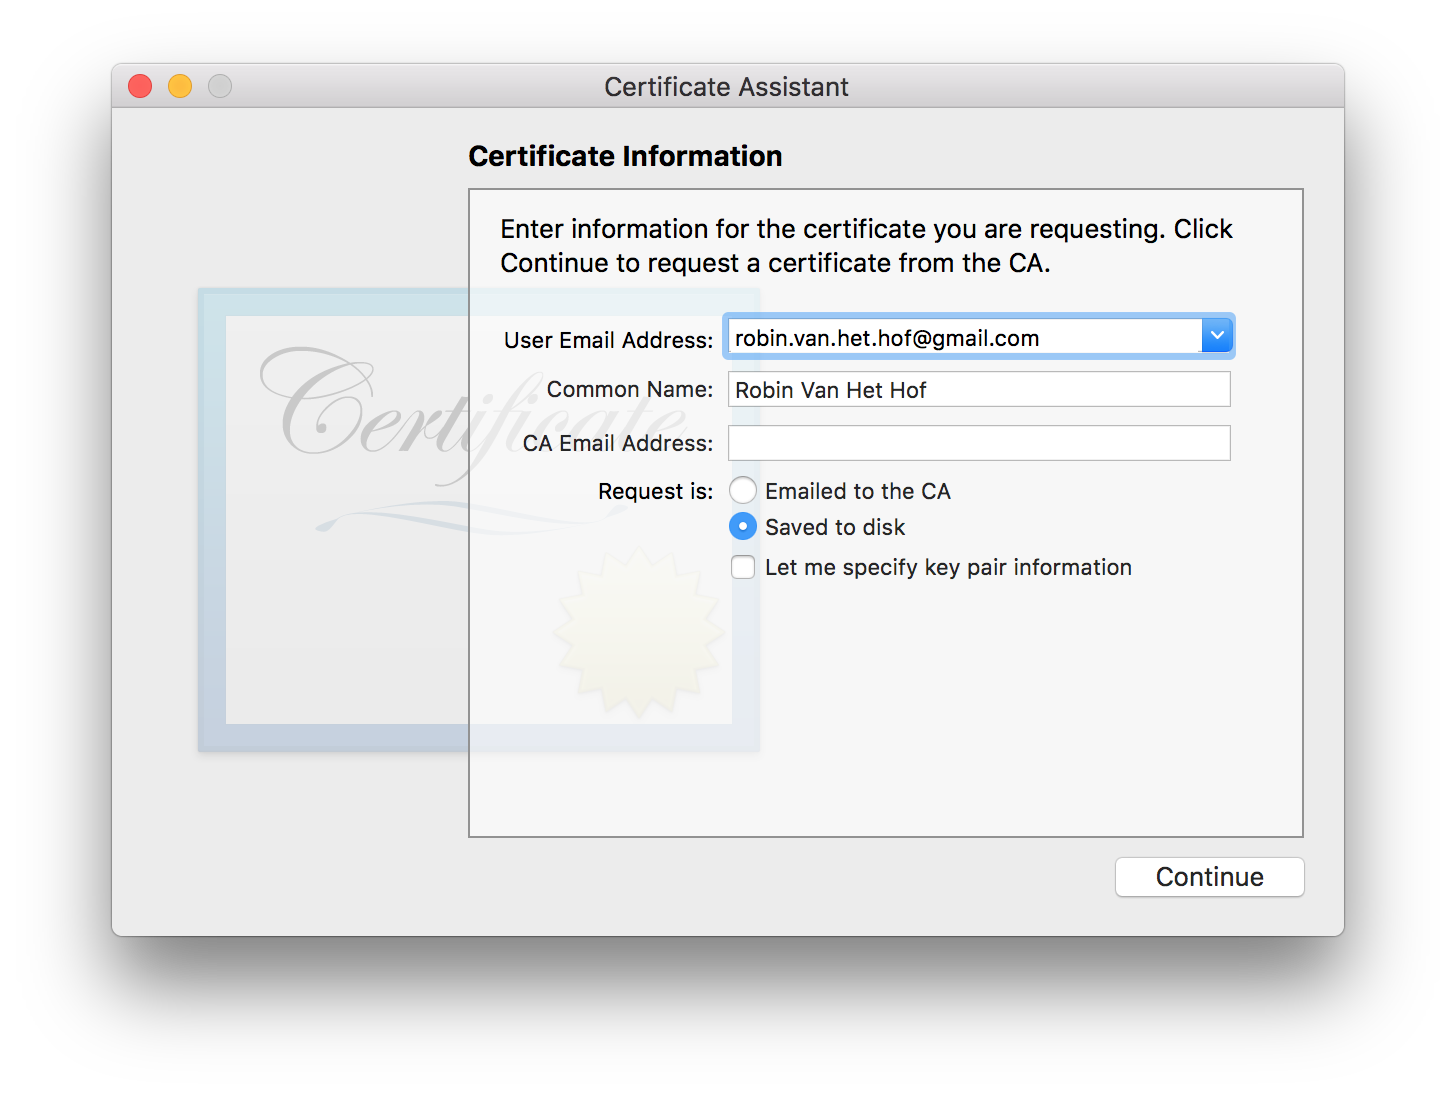 Certificate Assistant
Certificate Information
Enter information for the certificate you are requesting. Click
Continue to request a certificate from the CA.
User Email Address: robin.van.het.hof@gmail.com
Common Name: Robin Van Het Hof
CA Email Address:
Request is: Emailed to the CA
Saved to disk
Let me specify key pair information
Certificate
Continue